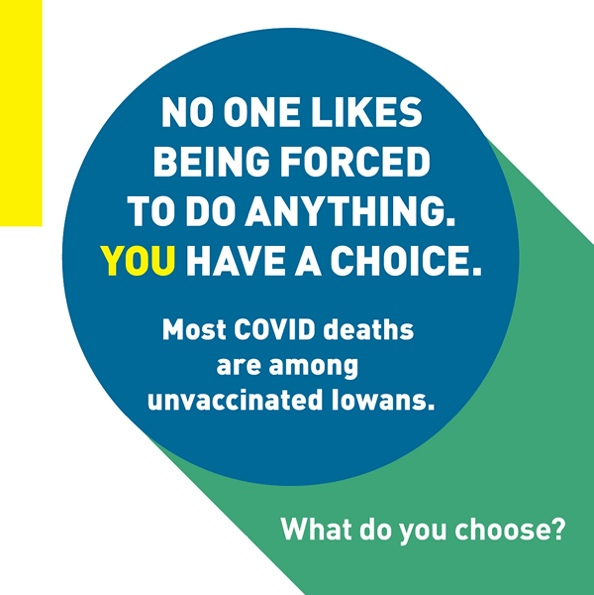 NO ONE LIKES
BEING FORCED
TO DO ANYTHING.
YOU HAVE A CHOICE.
Most COVID deaths
are among
unvaccinated Iowans.
What do you choose?